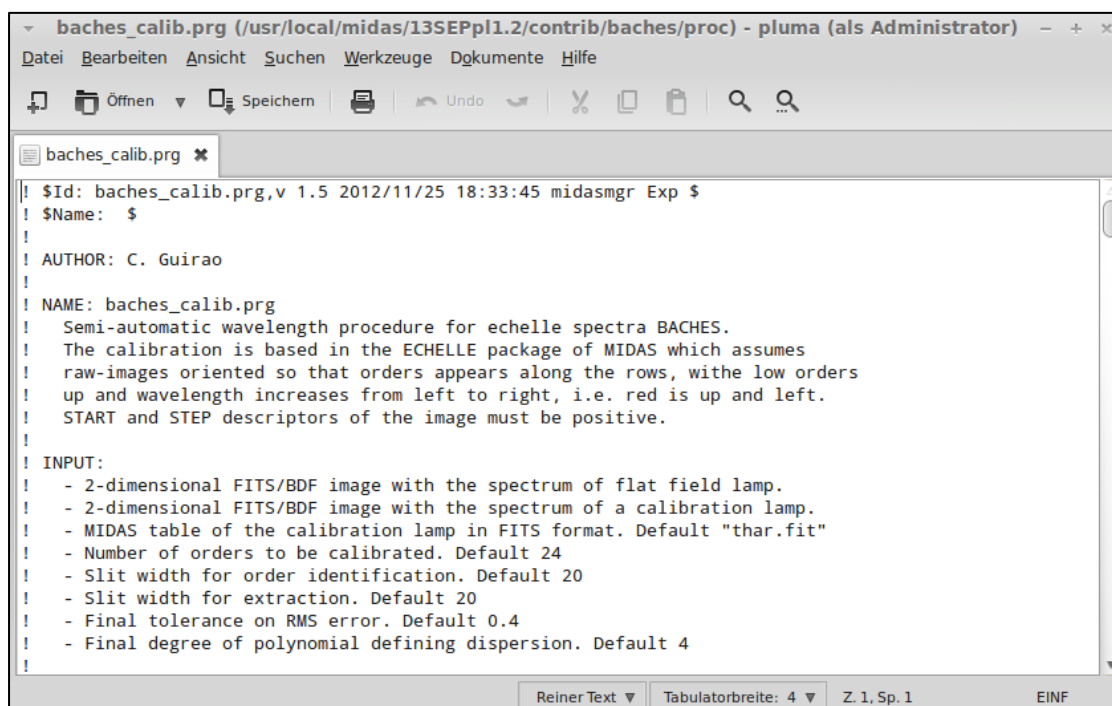 baches_calib.prg (/usr/local/midas/13SEPpl1.2/contrib/baches/proc) - pluma (als Administrator)
Datei Bearbeiten Ansicht Suchen Werkzeuge Dokumente Hilfe
Öffnen Speichern Undo
baches_calib.prg
! $Id: baches_calib.prg,v 1.5 2012/11/25 18:33:45 midasmgr Exp $
! $Name:  $
!
! AUTHOR: C. Guirao
!
! NAME: baches_calib.prg
!   Semi-automatic wavelength procedure for echelle spectra BACHES.
!   The calibration is based in the ECHELLE package of MIDAS which assumes
!   raw-images oriented so that orders appears along the rows, withe low orders
!   up and wavelength increases from left to right, i.e. red is up and left.
!   START and STEP descriptors of the image must be positive.
!
! INPUT:
!   - 2-dimensional FITS/BDF image with the spectrum of flat field lamp.
!   - 2-dimensional FITS/BDF image with the spectrum of a calibration lamp.
!   - MIDAS table of the calibration lamp in FITS format. Default "thar.fit"
!   - Number of orders to be calibrated. Default 24
!   - Slit width for order identification. Default 20
!   - Slit width for extraction. Default 20
!   - Final tolerance on RMS error. Default 0.4
!   - Final degree of polynomial defining dispersion. Default 4
!
Reiner Text Tabulatorbreite: 4 Z. 1, Sp. 1 EINF